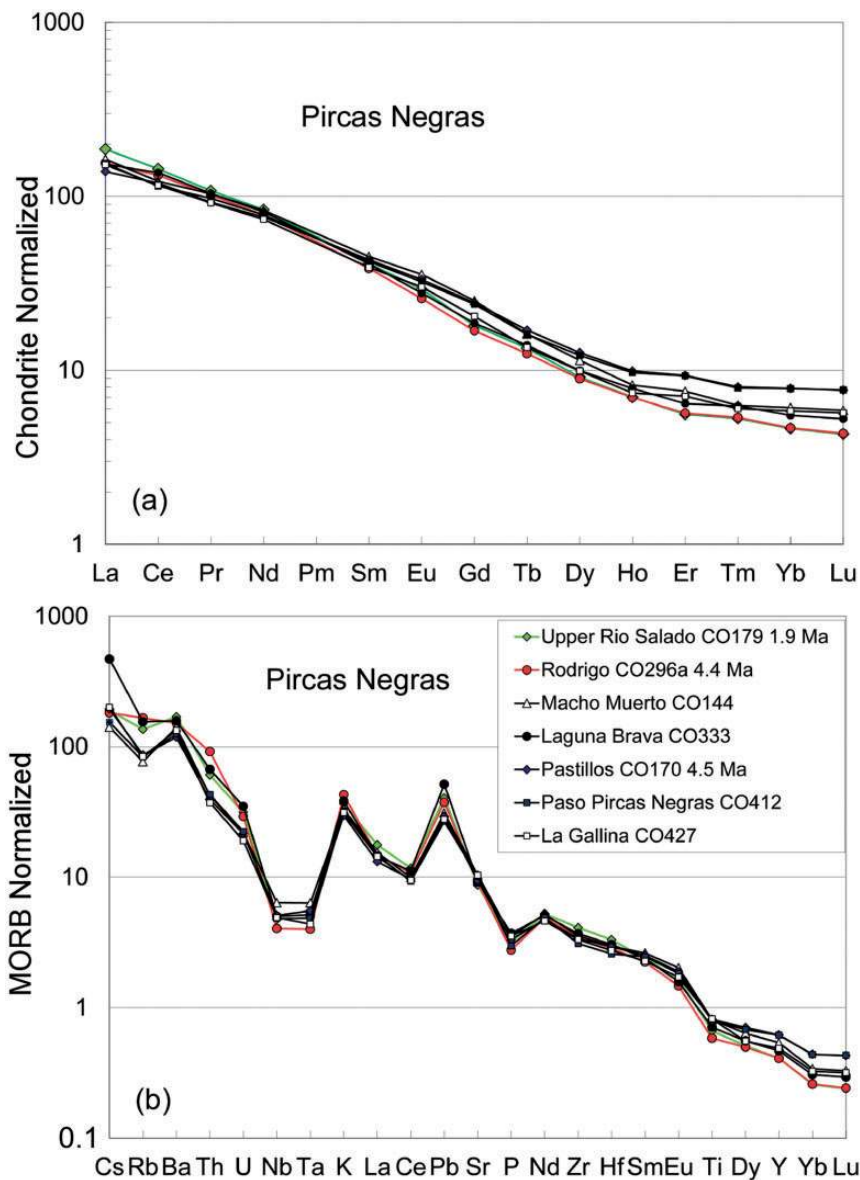 1000
Pircas Negras
100
Chondrite Normalized
10
(a)
1
La Ce Pr Nd Pm Sm Eu Gd Tb Dy Ho Er Tm Yb Lu
1000
Upper Rio Salado CO179 1.9 Ma
Pircas Negras
Rodrigo CO296a 4.4 Ma
Macho Muerto CO144
100
Laguna Brava CO333
Pastillos CO170 4.5 Ma
Paso Pircas Negras CO412
La Gallina CO427
10
MORB Normalized
1
(b)
0.1
Cs Rb Ba Th U Nb Ta K La Ce Pb Sr P Nd Zr Hf Sm Eu Ti Dy Y Yb Lu